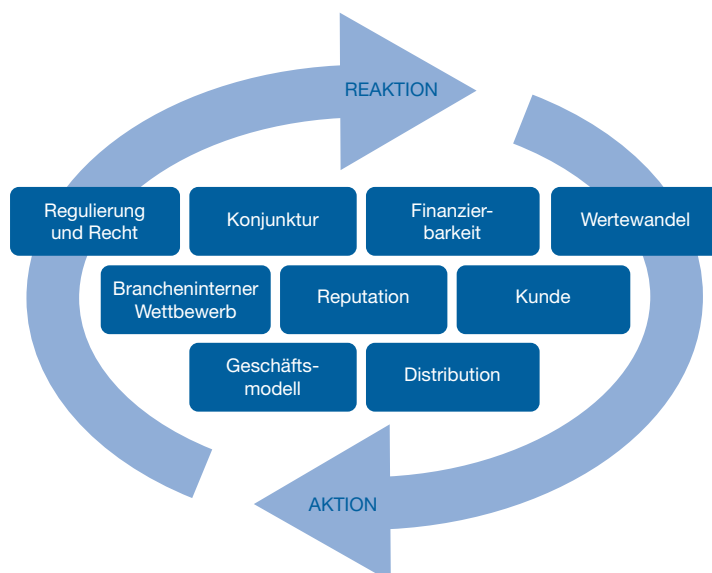 REAKTION
Regulierung
und Recht
Konjunktur
Finanzier-
barkeit
Wertewandel
Brancheninterner
Wettbewerb
Reputation
Kunde
Geschäfts-
modell
Distribution
AKTION